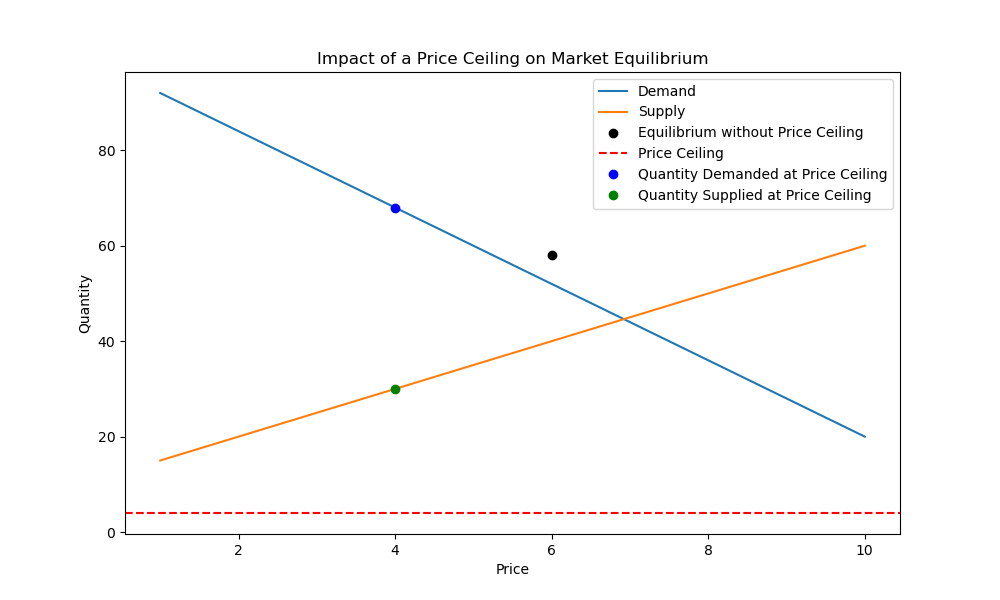 Impact of a Price Ceiling on Market Equilibrium
Demand
Supply
Equilibrium without Price Ceiling
Price Ceiling
Quantity Demanded at Price Ceiling
Quantity Supplied at Price Ceiling
Quantity
80
60
40
20
0
2 4 6 8 10
Price